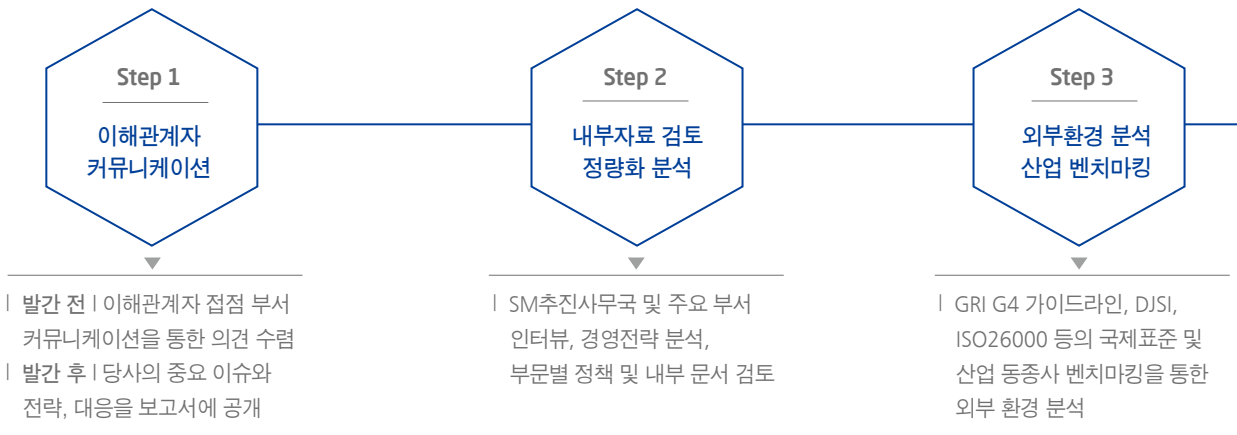 Step 1
이해관계자
커뮤니케이션
| 발간 전 | 이해관계자 접점 부서
커뮤니케이션을 통한 의견 수렴
| 발간 후 | 당사의 중요 이슈와
전략, 대응을 보고서에 공개
Step 2
내부자료 검토
정량화 분석
| SM추진사무국 및 주요 부서
인터뷰, 경영전략 분석,
부문별 정책 및 내부 문서 검토
Step 3
외부환경 분석
산업 벤치마킹
| GRI G4 가이드라인, DJSI,
ISO26000 등의 국제표준 및
산업 동종사 벤치마킹을 통한
외부 환경 분석